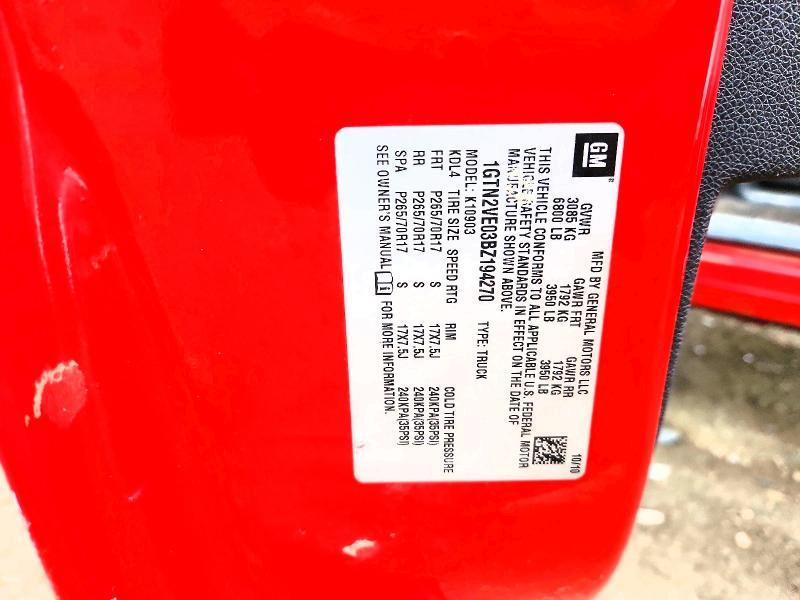 GM
MFD BY GENERAL MOTORS LLC 10/10
GVWR GAWR FRT GAWR RR
3085 KG 1792 KG 1792 KG
6800 LB 3950 LB 3950 LB
THIS VEHICLE CONFORMS TO ALL APPLICABLE U.S. FEDERAL MOTOR
VEHICLE SAFETY STANDARDS IN EFFECT ON THE DATE OF
MANUFACTURE SHOWN ABOVE.
1GTN2VE03BZ194270 TYPE: TRUCK
MODEL: K10903
KDL4 TIRE SIZE SPEED RTG RIM COLD TIRE PRESSURE
FRT P265/70R17 S 17X7.5J 240KPA(35PSI)
RR P265/70R17 S 17X7.5J 240KPA(35PSI)
SPA P265/70R17 S 17X7.5J 240KPA(35PSI)
SEE OWNER'S MANUAL FOR MORE INFORMATION.